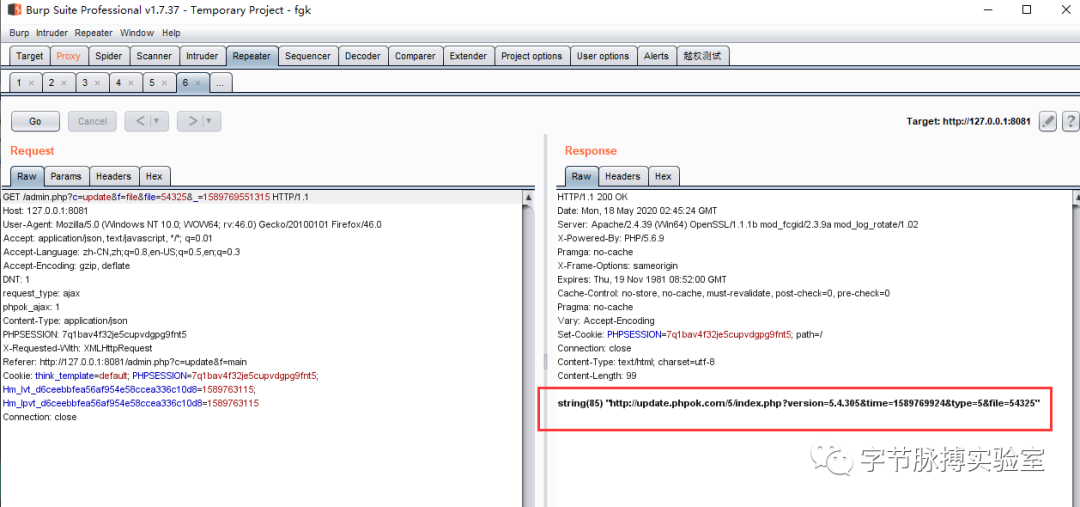 Burp Suite Professional v1.7.37 - Temporary Project - fgk
Burp Intruder Repeater Window Help
Target Proxy Spider Scanner Intruder Repeater Sequencer Decoder Comparer Extender Project options User options Alerts 越权测试
1 × 2 × 3 × 4 × 5 × 6 × ...
Go Cancel < | ▼ > | ▼ Target: http://127.0.0.1:8081 ?
Request
Raw Params Headers Hex
GET /admin.php?c=update&f=file&file=54325&_=1589769551315 HTTP/1.1
Host: 127.0.0.1:8081
User-Agent: Mozilla/5.0 (Windows NT 10.0; WOW64; rv:46.0) Gecko/20100101 Firefox/46.0
Accept: application/json, text/javascript, */*; q=0.01
Accept-Language: zh-CN,zh;q=0.8,en-US;q=0.5,en;q=0.3
Accept-Encoding: gzip, deflate
DNT: 1
request_type: ajax
phpok_ajax: 1
Content-Type: application/json
PHPSESSION: 7q1bav4f32je5cupvdgpg9fnt5
X-Requested-With: XMLHttpRequest
Referer: http://127.0.0.1:8081/admin.php?c=update&f=main
Cookie: think_template=default; PHPSESSION=7q1bav4f32je5cupvdgpg9fnt5;
Hm_lvt_d6ceebbfea56af954e58ccea336c10d8=1589763115;
Hm_lpvt_d6ceebbfea56af954e58ccea336c10d8=1589763115
Connection: close
Response
Raw Headers Hex
HTTP/1.1 200 OK
Date: Mon, 18 May 2020 02:45:24 GMT
Server: Apache/2.4.39 (Win64) OpenSSL/1.1.1b mod_fcgid/2.3.9a mod_log_rotate/1.02
X-Powered-By: PHP/5.6.9
Pramga: no-cache
X-Frame-Options: sameorigin
Expires: Thu, 19 Nov 1981 08:52:00 GMT
Cache-Control: no-store, no-cache, must-revalidate, post-check=0, pre-check=0
Pragma: no-cache
Vary: Accept-Encoding
Set-Cookie: PHPSESSION=7q1bav4f32je5cupvdgpg9fnt5; path=/
Connection: close
Content-Type: text/html; charset=utf-8
Content-Length: 99
string(85) "http://update.phpok.com/5/index.php?version=5.4.305&time=1589769924&type=5&file=54325"
字节脉搏实验室